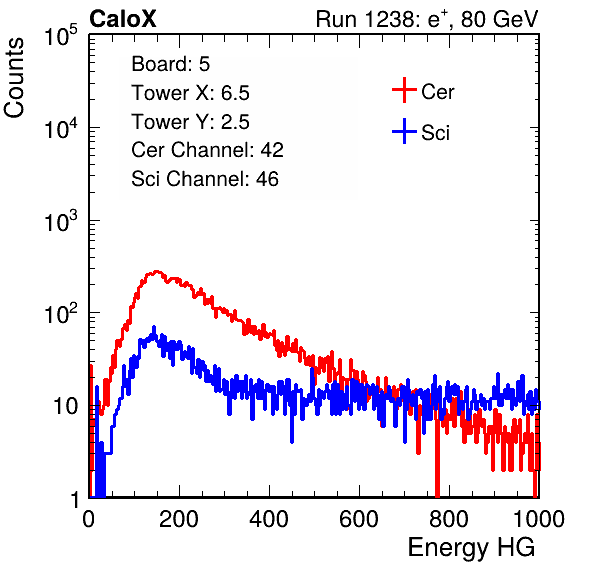 CaloX Run 1238: e⁺, 80 GeV
Counts
10⁵
10⁴
10³
10²
10
1
Board: 5
Tower X: 6.5
Tower Y: 2.5
Cer Channel: 42
Sci Channel: 46
Cer
Sci
0 200 400 600 800 1000
Energy HG